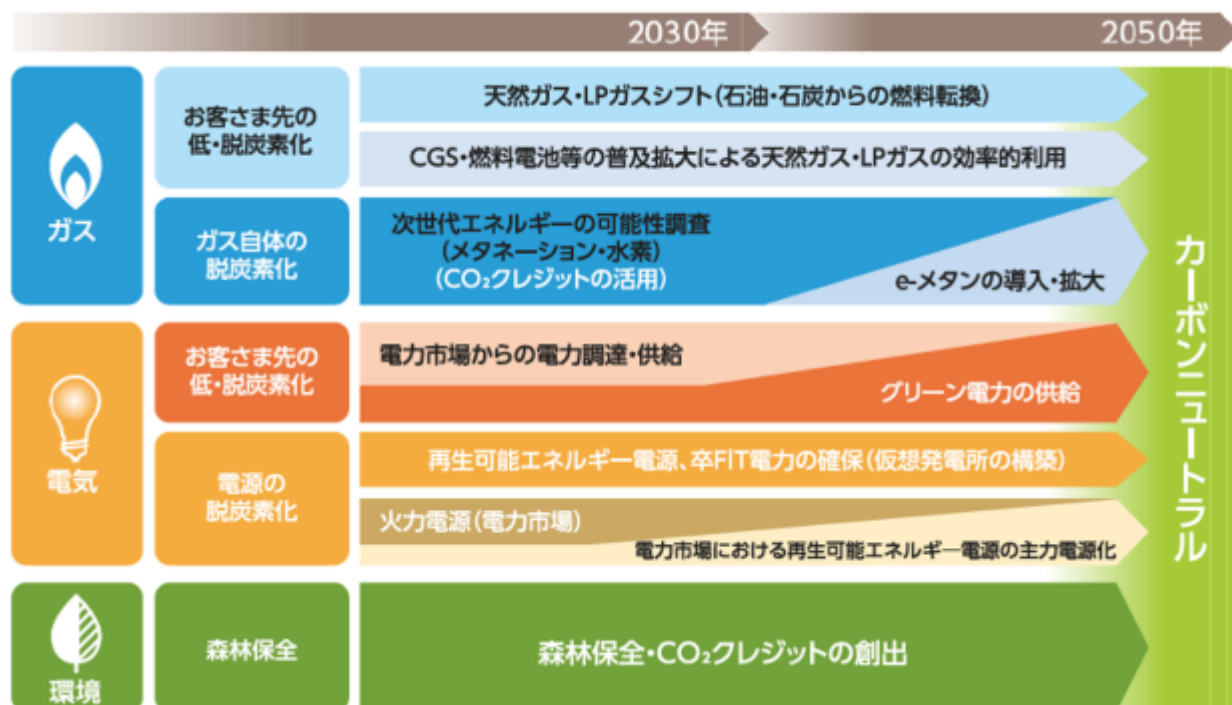 2030年
2050年
ガス
お客さま先の
低・脱炭素化
天然ガス・LPガスシフト(石油・石炭からの燃料転換)
CGS・燃料電池等の普及拡大による天然ガス・LPガスの効率的利用
ガス自体の
脱炭素化
次世代エネルギーの可能性調査
(メタネーション・水素)
(CO₂クレジットの活用)
e-メタンの導入・拡大
電気
お客さま先の
低・脱炭素化
電力市場からの電力調達・供給
グリーン電力の供給
電源の
脱炭素化
再生可能エネルギー電源、卒FIT電力の確保(仮想発電所の構築)
火力電源(電力市場)
電力市場における再生可能エネルギー電源の主力電源化
環境
森林保全
森林保全・CO₂クレジットの創出
カーボンニュートラル